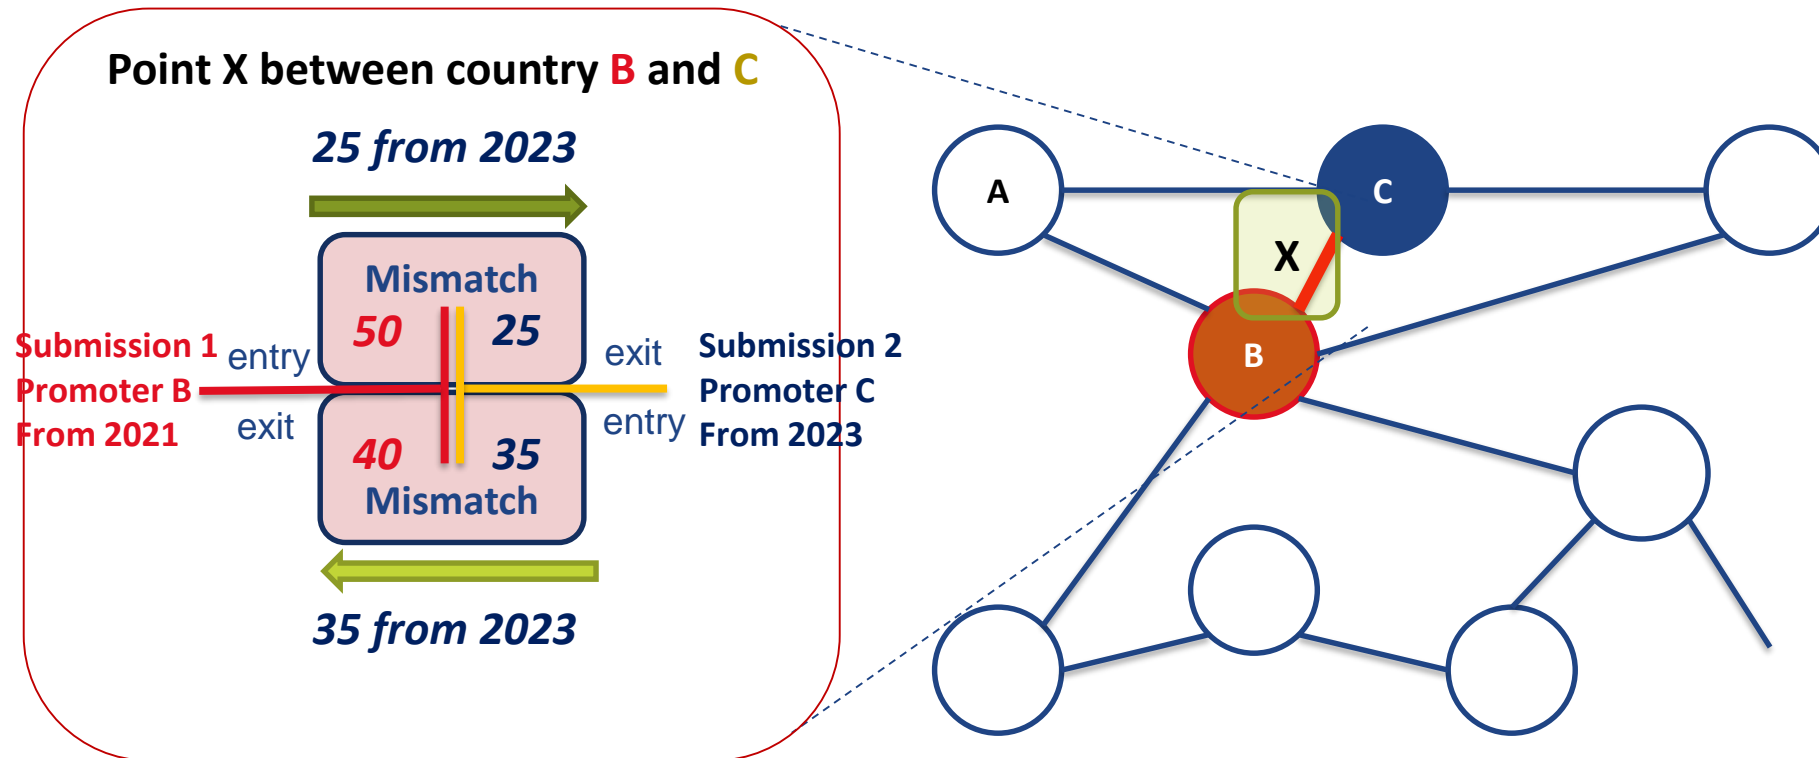 Point X between country B and C
25 from 2023
Mismatch
50 25
Submission 1
Promoter B
From 2021
entry
exit
exit
entry
Submission 2
Promoter C
From 2023
40 35
Mismatch
35 from 2023
A
C
X
B